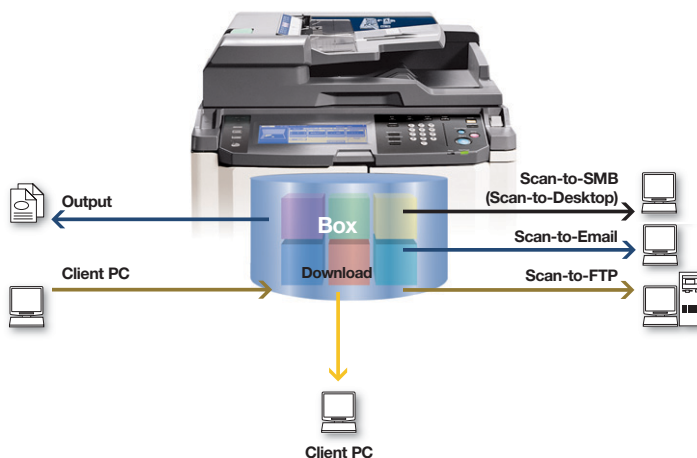 Scan-to-SMB
(Scan-to-Desktop)
Output
Box
Scan-to-Email
Client PC
Download
Scan-to-FTP
Client PC